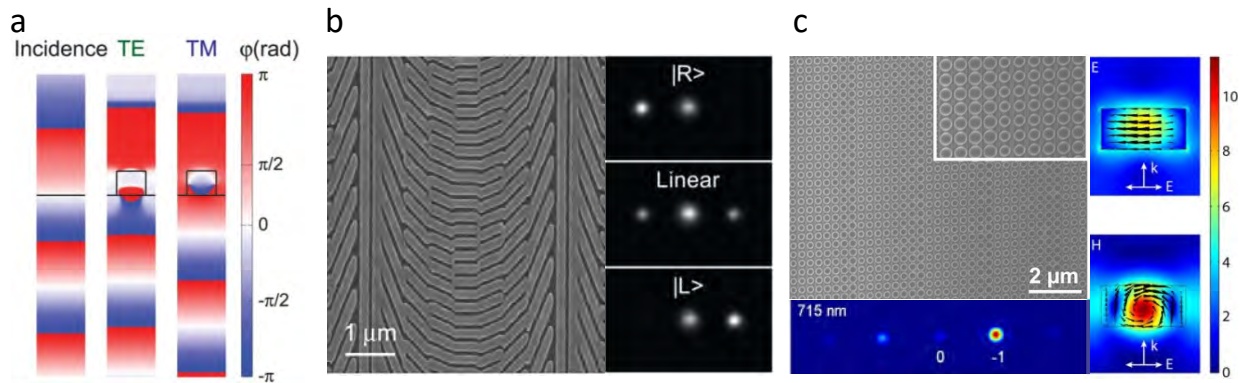 a
Incidence TE TM φ(rad)
π
π/2
0
-π/2
-π
b
|R>
Linear
|L>
1 μm
c
2 μm
715 nm
0 -1
E
k
E
H
k
E
10
8
6
4
2
0